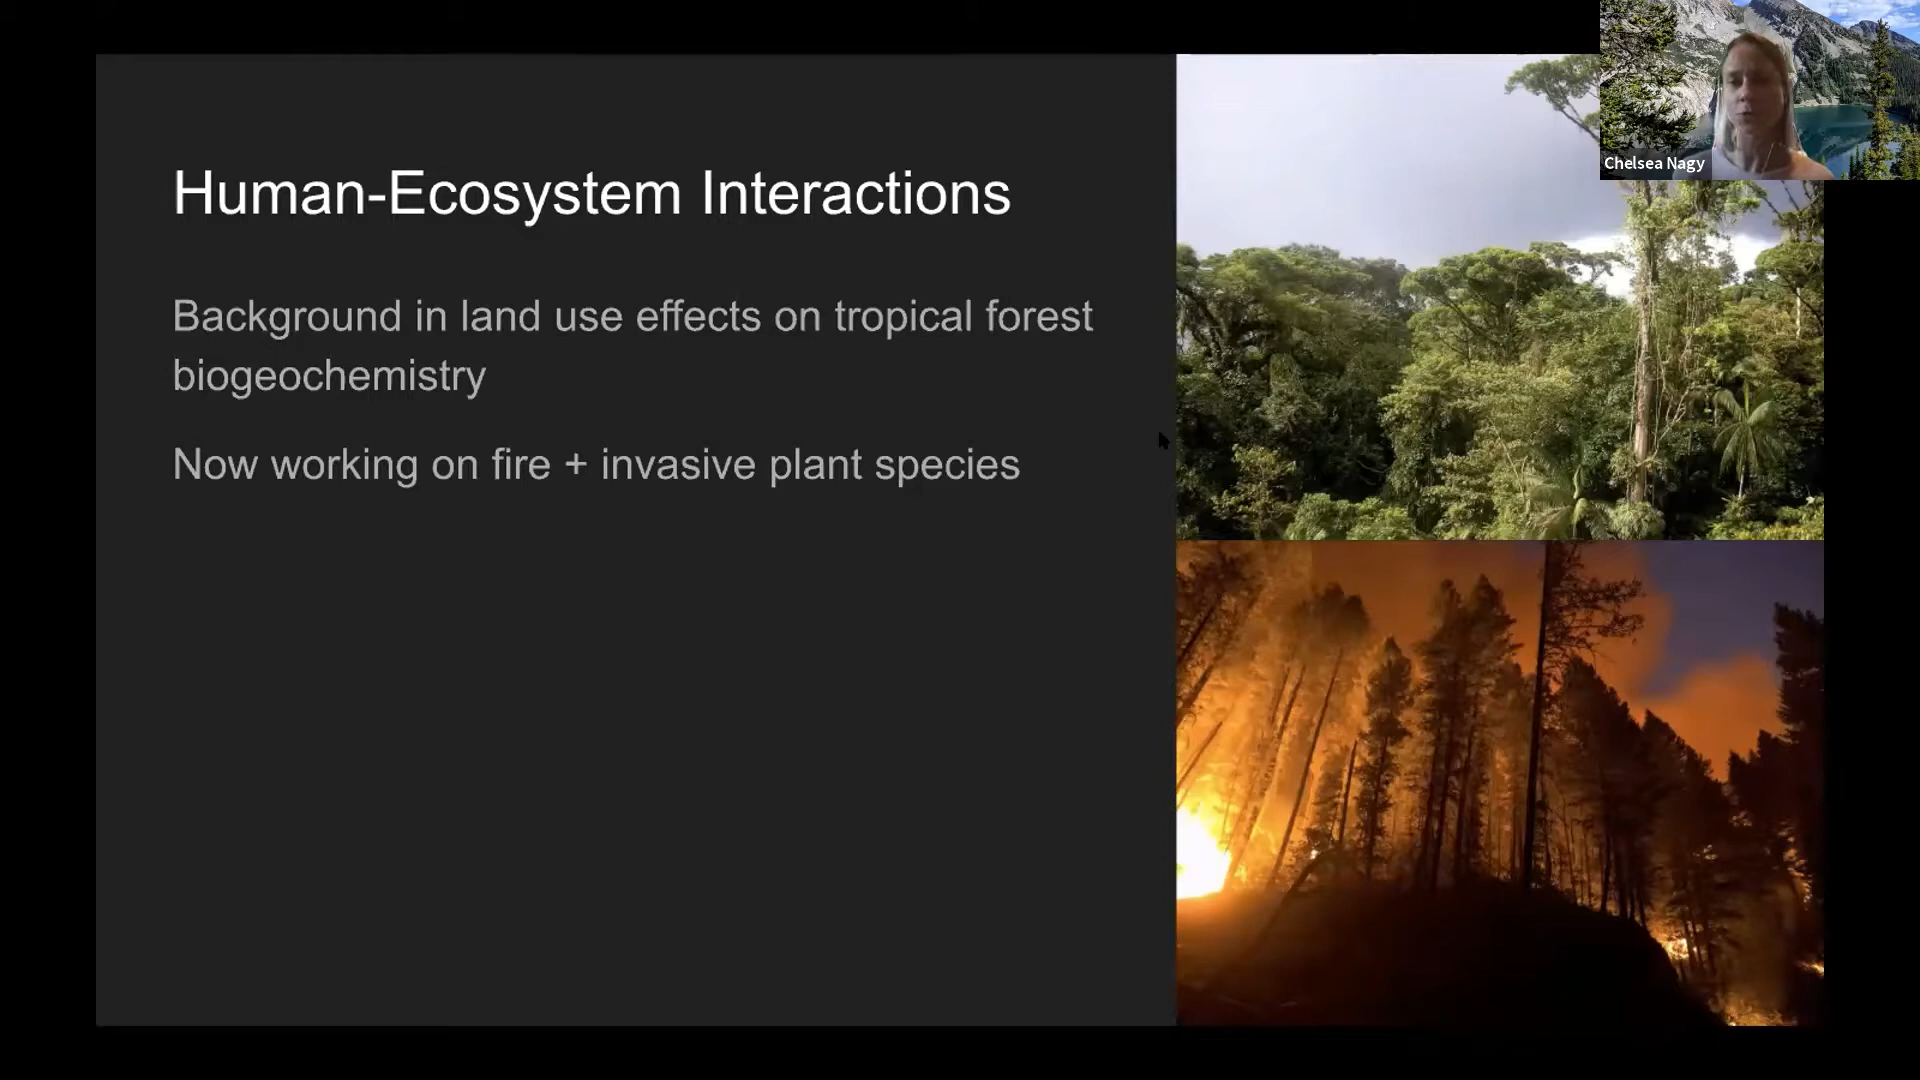 Human-Ecosystem Interactions
Background in land use effects on tropical forest
biogeochemistry
Now working on fire + invasive plant species
Chelsea Nagy